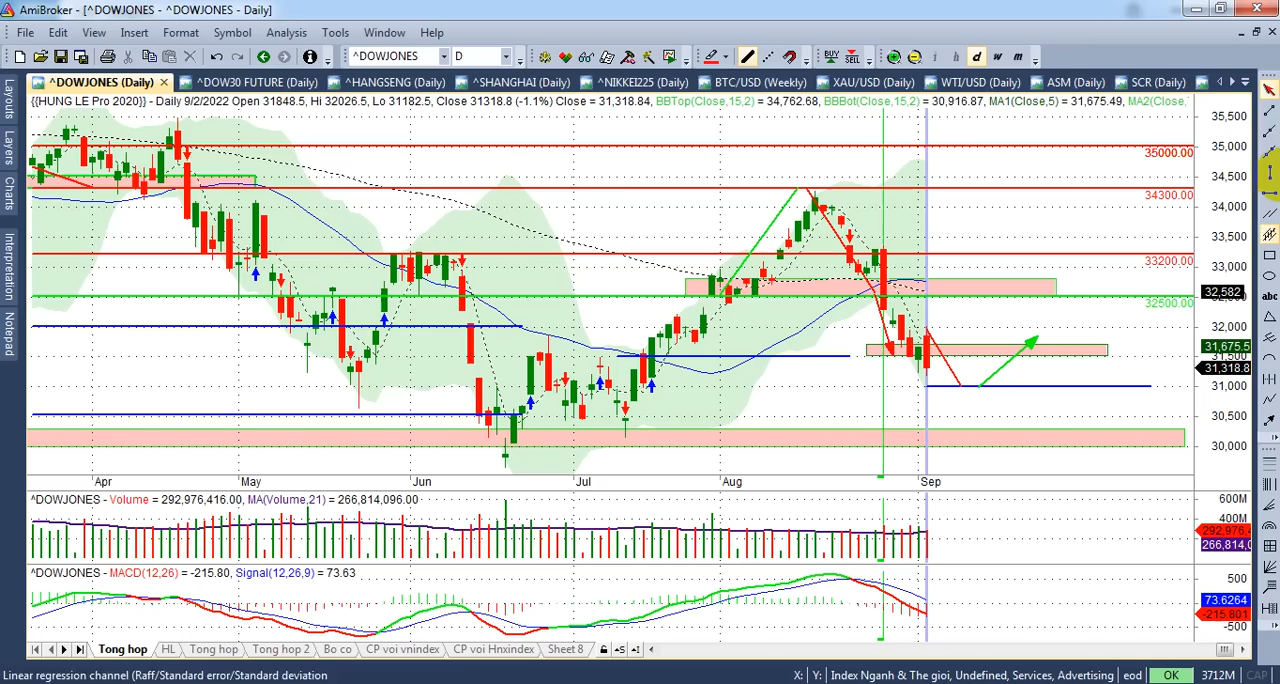 AmiBroker - [^DOWJONES - ^DOWJONES - Daily]
File Edit View Insert Format Symbol Analysis Tools Window Help
^DOWJONES D BUY SELL i h d w m
^DOWJONES (Daily) ^DOW30 FUTURE (Daily) ^HANGSENG (Daily) ^SHANGHAI (Daily) ^NIKKEI225 (Daily) BTC/USD (Weekly) XAU/USD (Daily) WTI/USD (Daily) ASM (Daily) SCR (Daily)
{{HUNG LE Pro 2020}} - Daily 9/2/2022 Open 31848.5, Hi 32026.5, Lo 31182.5, Close 31318.8 (-1.1%) Close = 31,318.84, BBTop(Close,15,2) = 34,762.68, BBBot(Close,15,2) = 30,916.87, MA1(Close,5) = 31,675.49, MA2(Close,
Layouts
Layers
Charts
Interpretation
Notepad
35,500
35,000
35000.00
34,500
34300.00
34,000
33,500
33200.00
33,000
32,582
32500.00
32,000
31,675.5
31,500
31,318.8
31,000
30,500
30,000
Apr May Jun Jul Aug Sep
^DOWJONES - Volume = 292,976,416.00, MA(Volume,21) = 266,814,096.00
600M
400M
292,976,
266,814,0
^DOWJONES - MACD(12,26) = -215.80, Signal(12,26,9) = 73.63
500
73.6264
-215.801
-500
abc
Tong hop HL Tong hop Tong hop 2 Bo co CP voi vnindex CP voi Hnxindex Sheet 8
Linear regression channel (Raff/Standard error/Standard deviation X: Y: Index Nganh & The gioi, Undefined, Services, Advertising eod OK 3712M CAP